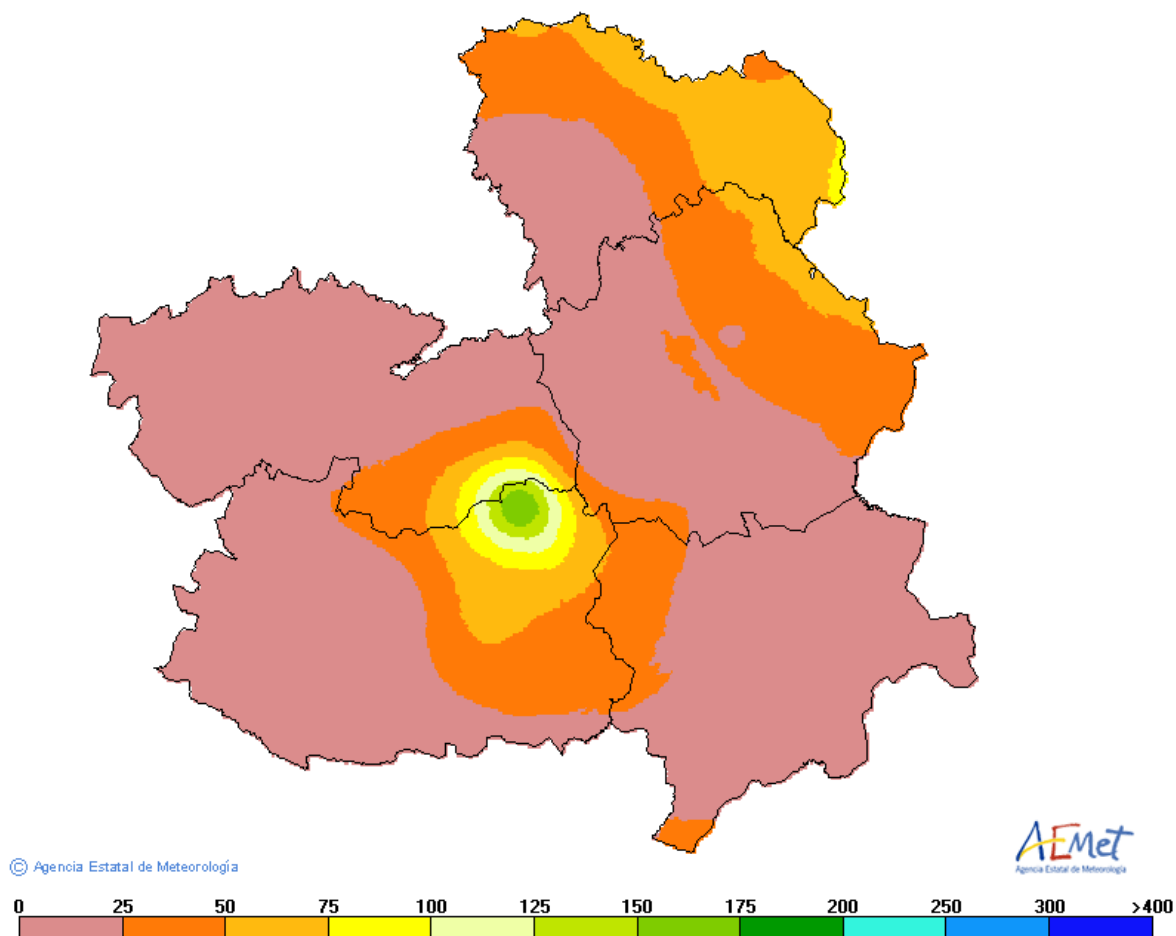 AEMet
Agencia Estatal de Meteorología
© Agencia Estatal de Meteorología
0 25 50 75 100 125 150 175 200 250 300 >400